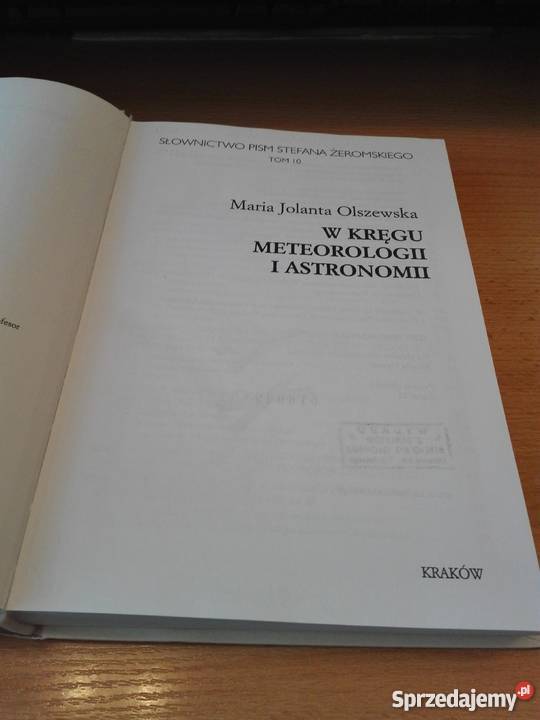 SŁOWNICTWO PISM STEFANA ŻEROMSKIEGO
TOM 10
Maria Jolanta Olszewska
W KRĘGU
METEOROLOGII
I ASTRONOMII
KRAKÓW
Sprzedajemy.pl